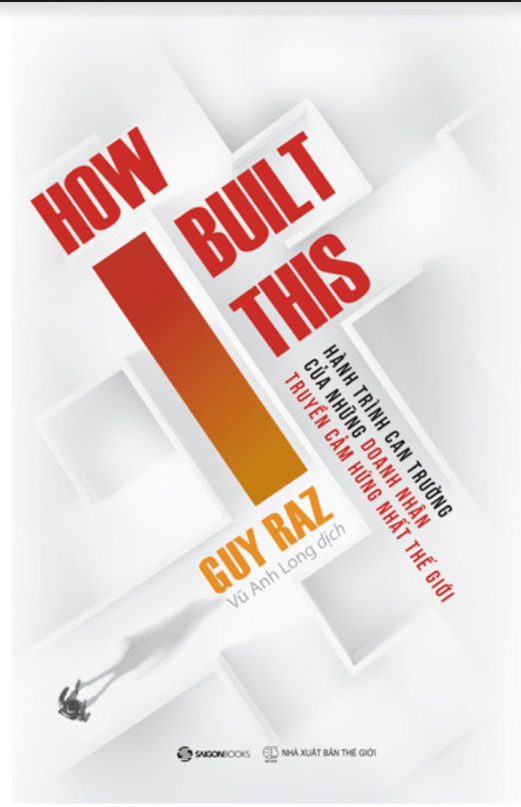 HOW
I
BUILT
THIS
HÀNH TRÌNH CAN TRƯỜNG
CỦA NHỮNG DOANH NHÂN
TRUYỀN CẢM HỨNG NHẤT THẾ GIỚI
GUY RAZ
Vũ Anh Long dịch
SAIGONBOOKS
NHÀ XUẤT BẢN THẾ GIỚI